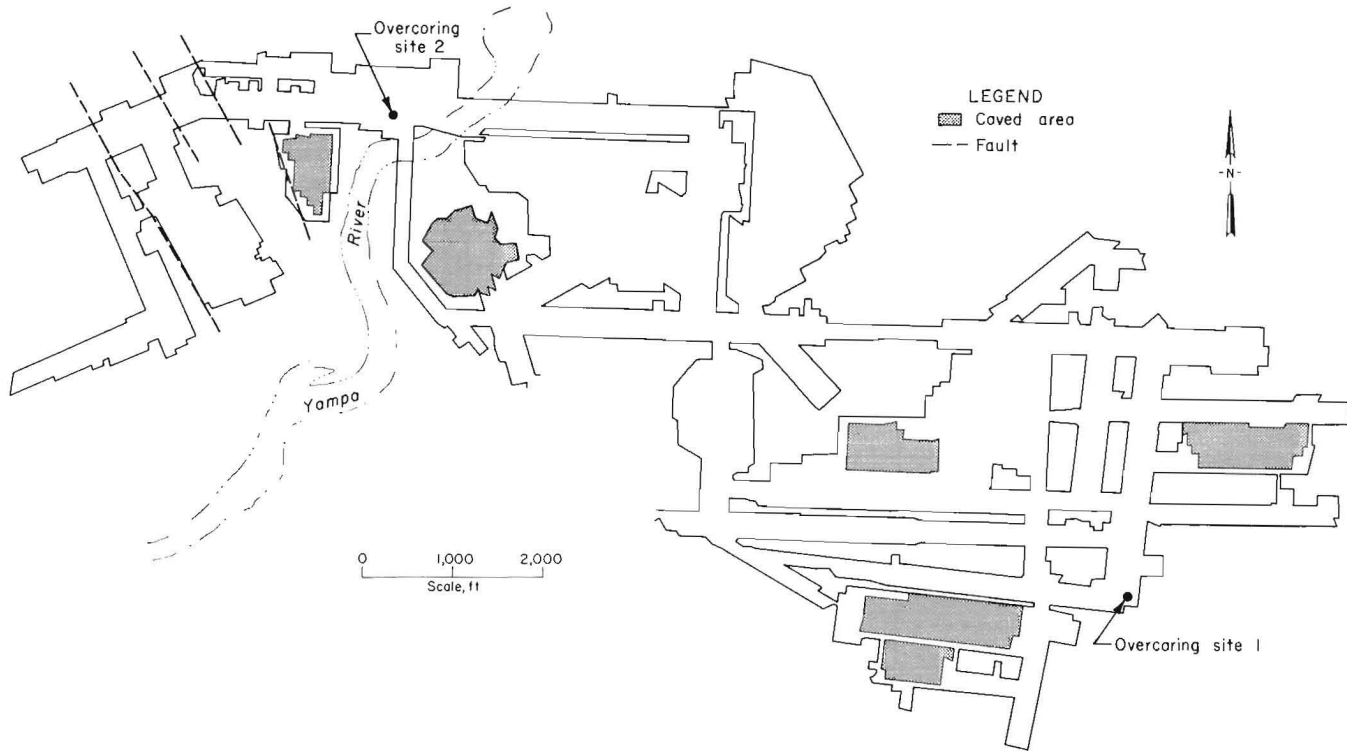 Overcoring
site 2
LEGEND
Caved area
Fault
-N-
River
Yampa
0 1,000 2,000
Scale, ft
Overcoring site 1